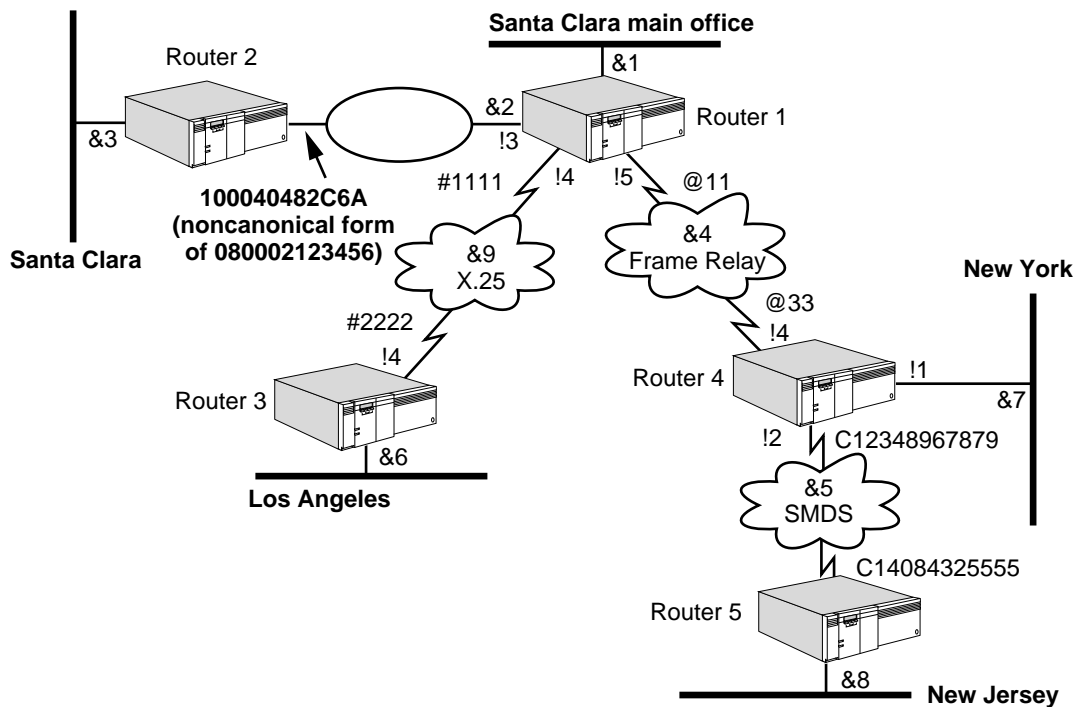 Santa Clara main office
Router 2
&1
&2
Router 1
&3
!3
#1111
!4
!5
@11
100040482C6A
(noncanonical form
of 080002123456)
Santa Clara
&9
X.25
&4
Frame Relay
New York
@33
#2222
!4
!4
Router 4
!1
Router 3
&7
!2
C12348967879
&6
Los Angeles
&5
SMDS
C14084325555
Router 5
&8
New Jersey